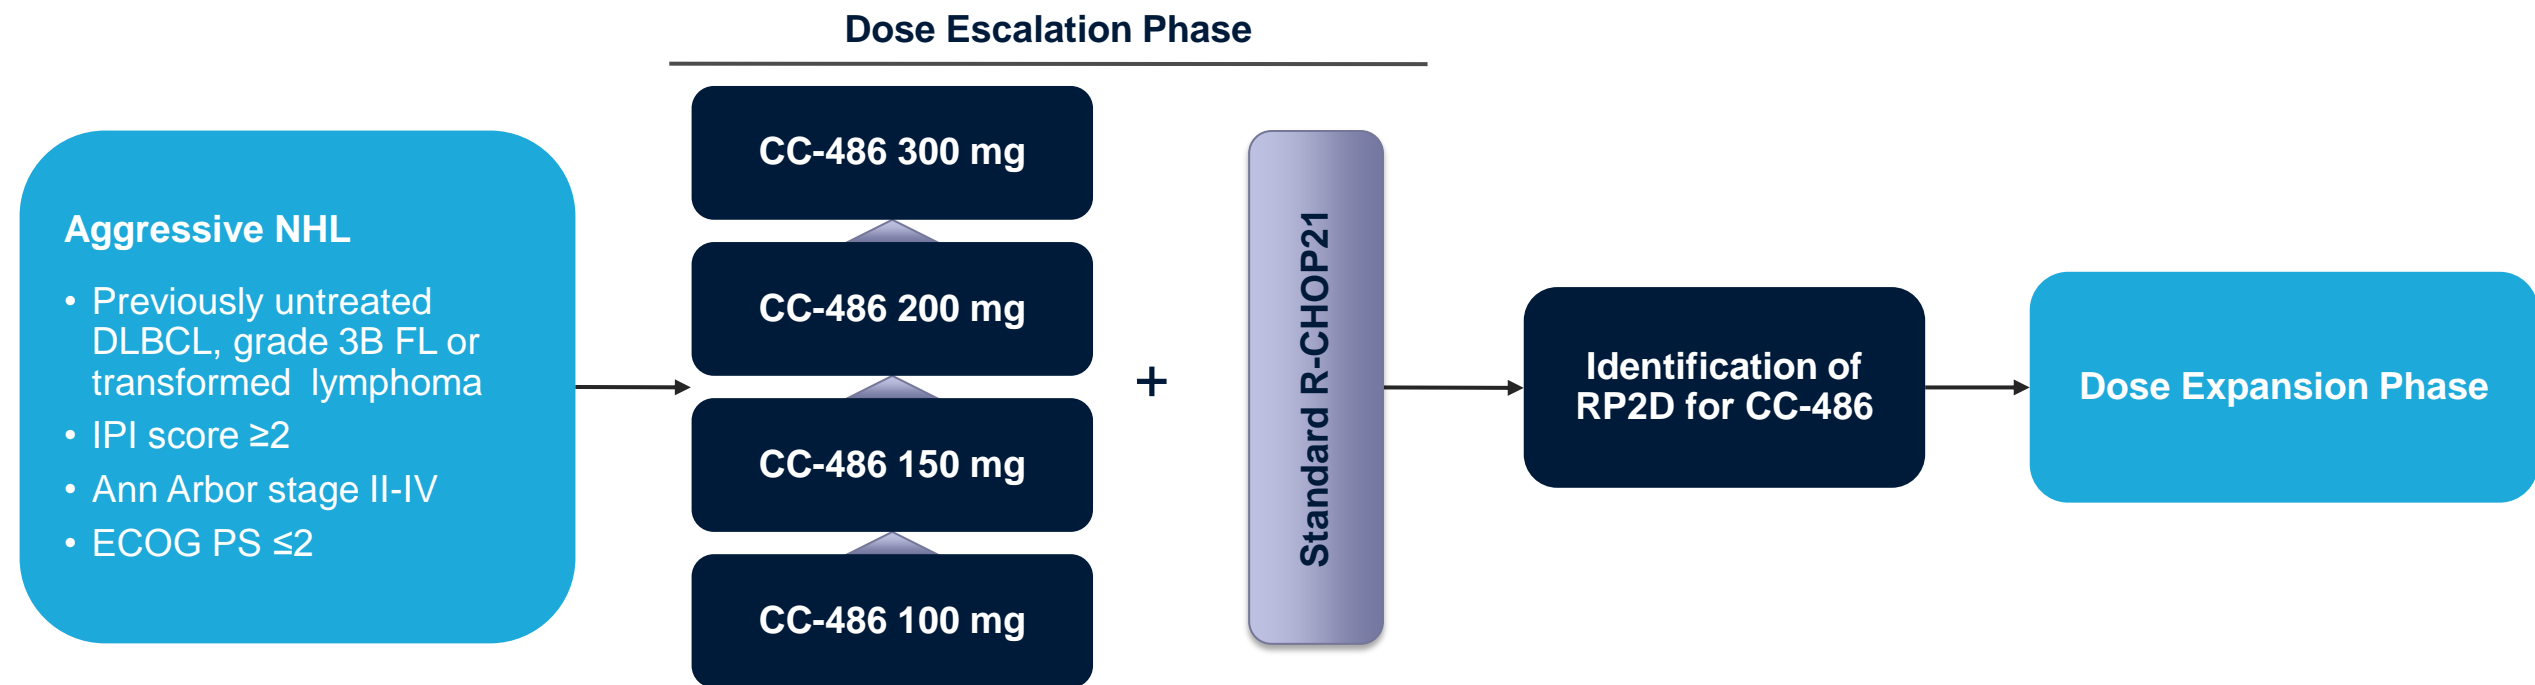 Dose Escalation Phase
Aggressive NHL
• Previously untreated
DLBCL, grade 3B FL or
transformed lymphoma
• IPI score ≥2
• Ann Arbor stage II-IV
• ECOG PS ≤2
CC-486 300 mg
CC-486 200 mg
CC-486 150 mg
CC-486 100 mg
+
Standard R-CHOP21
Identification of
RP2D for CC-486
Dose Expansion Phase